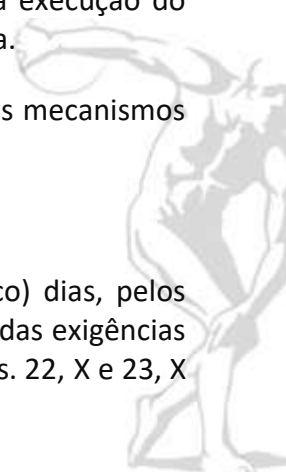 a execução do
a.
s mecanismos
co) dias, pelos
das exigências
s. 22, X e 23, X